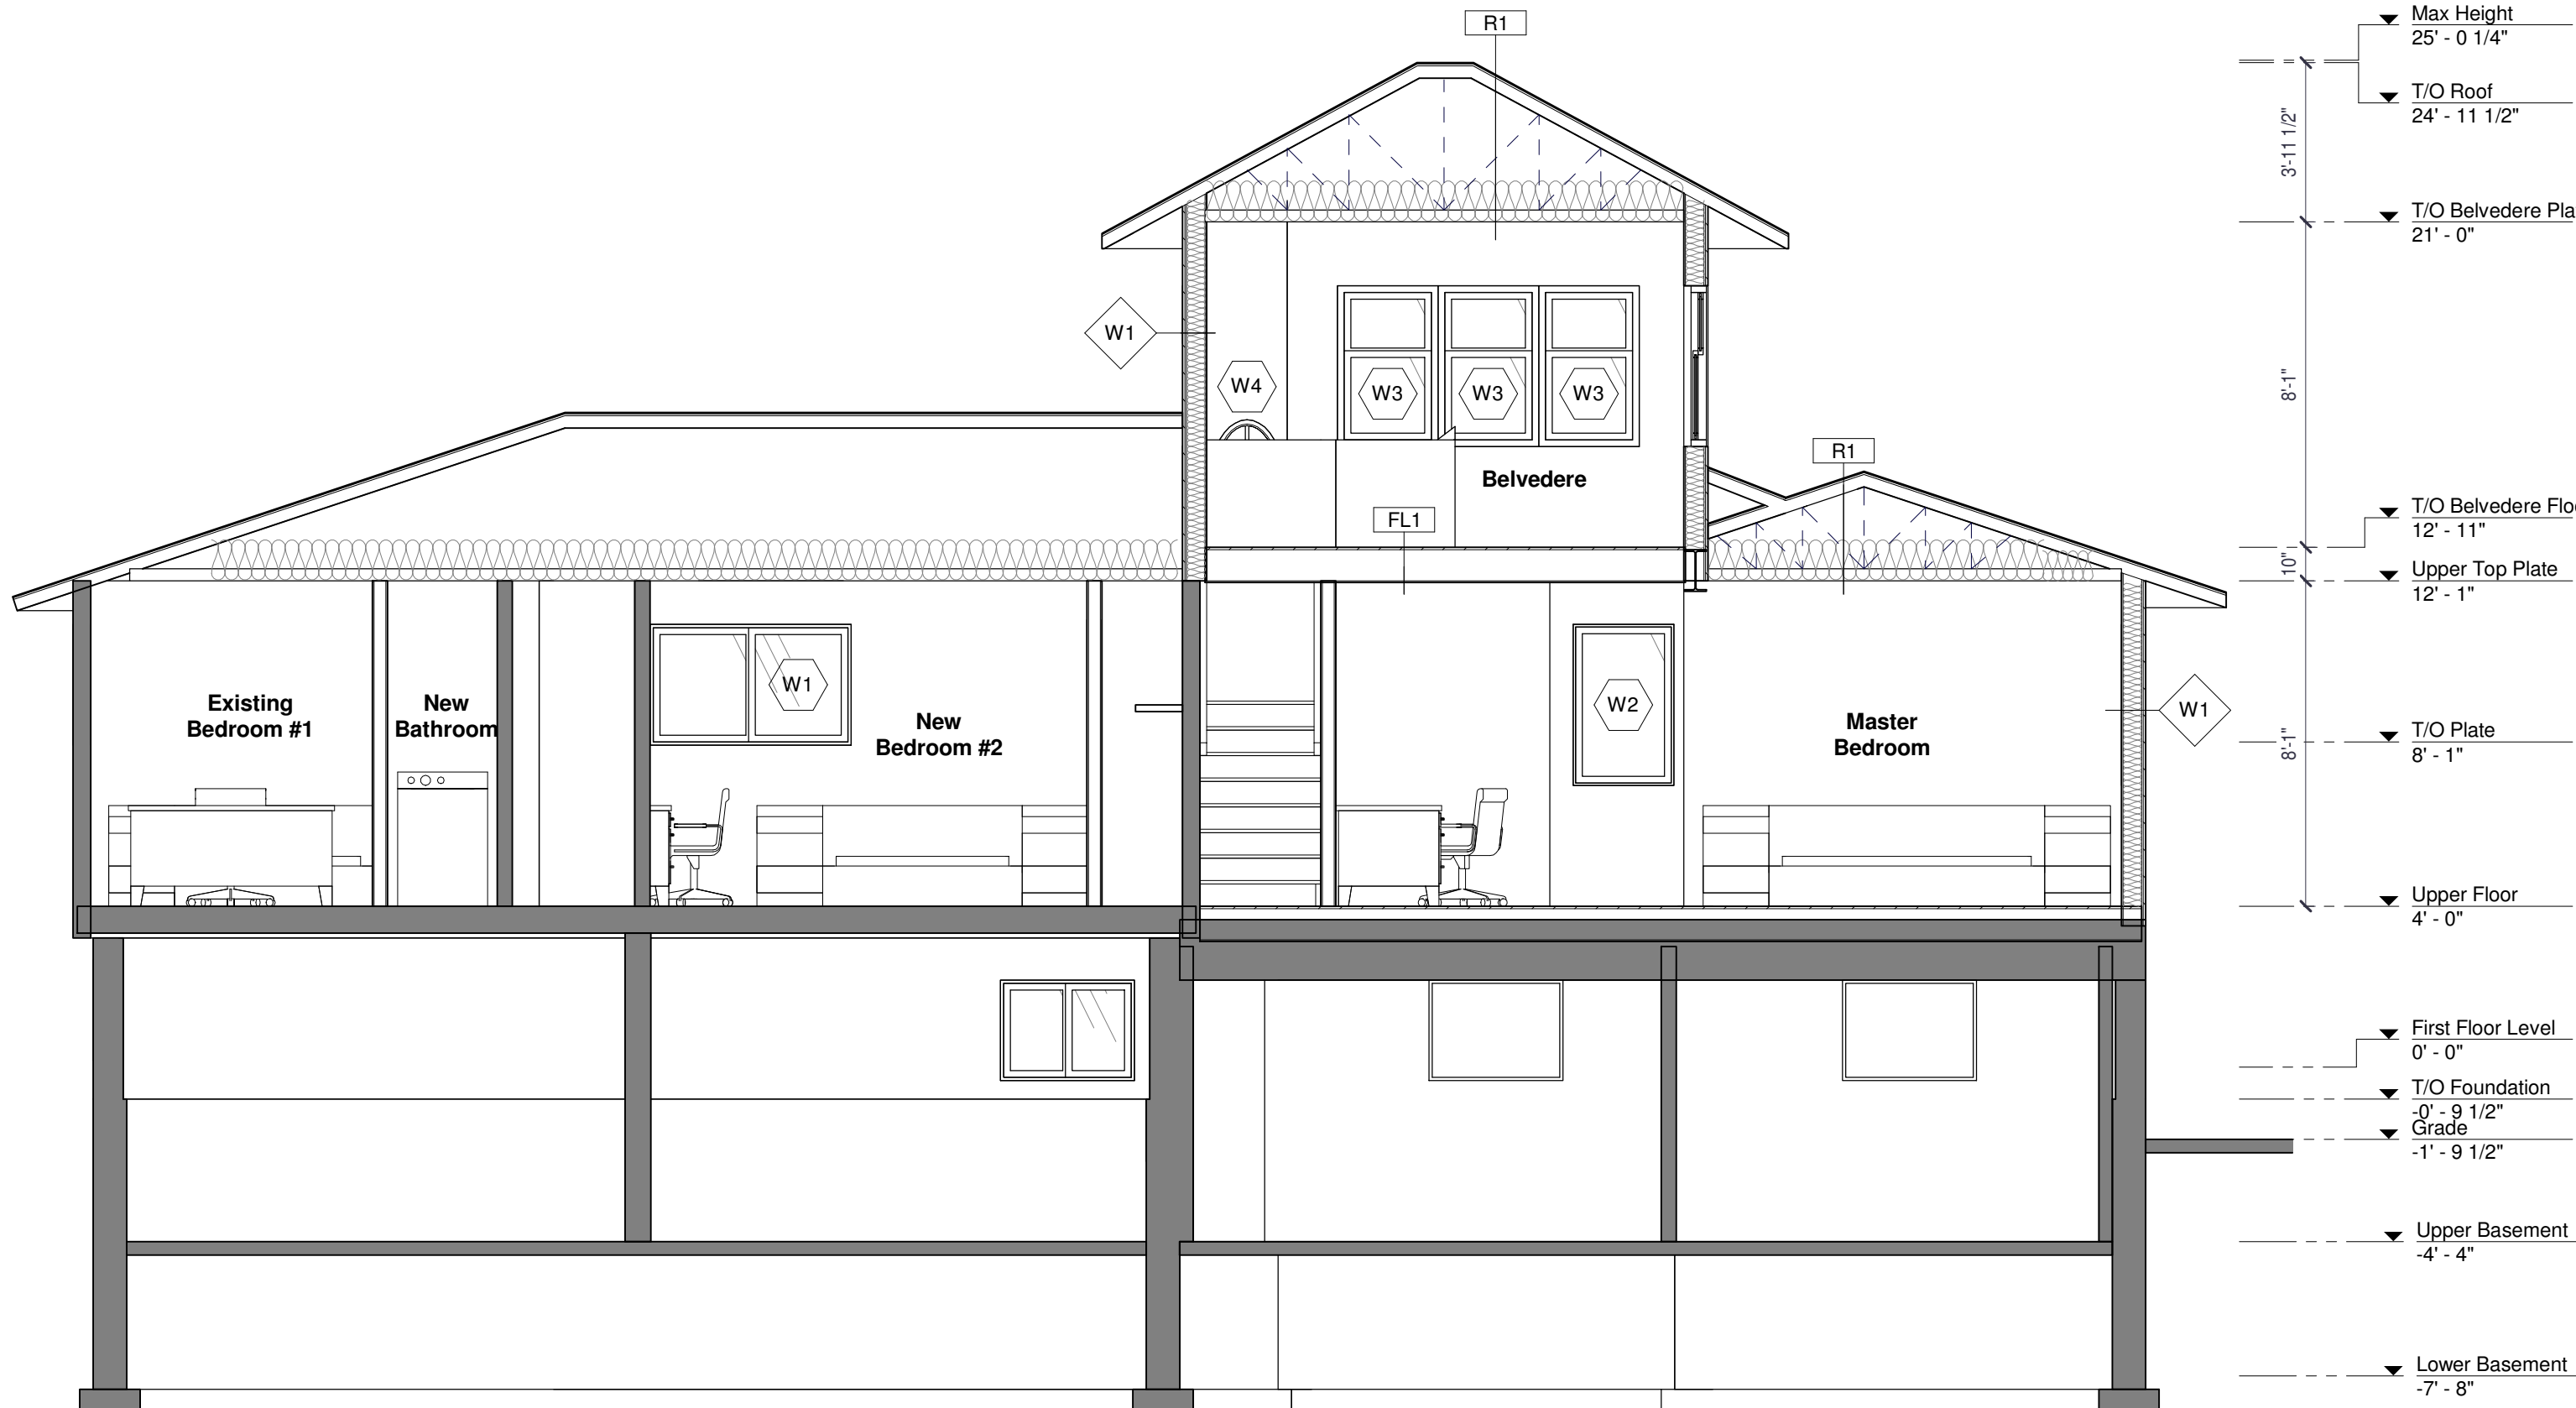 R1
Max Height
25' - 0 1/4"
T/O Roof
24' - 11 1/2"
3'-11 1/2"
T/O Belvedere Pla
21' - 0"
W1
W4
W3
W3
W3
8'-1"
Belvedere
R1
FL1
T/O Belvedere Flo
12' - 11"
10"
Upper Top Plate
12' - 1"
Existing
Bedroom #1
New
Bathroom
W1
New
Bedroom #2
W2
Master
Bedroom
W1
T/O Plate
8' - 1"
8'-1"
Upper Floor
4' - 0"
First Floor Level
0' - 0"
T/O Foundation
-0' - 9 1/2"
Grade
-1' - 9 1/2"
Upper Basement
-4' - 4"
Lower Basement
-7' - 8"